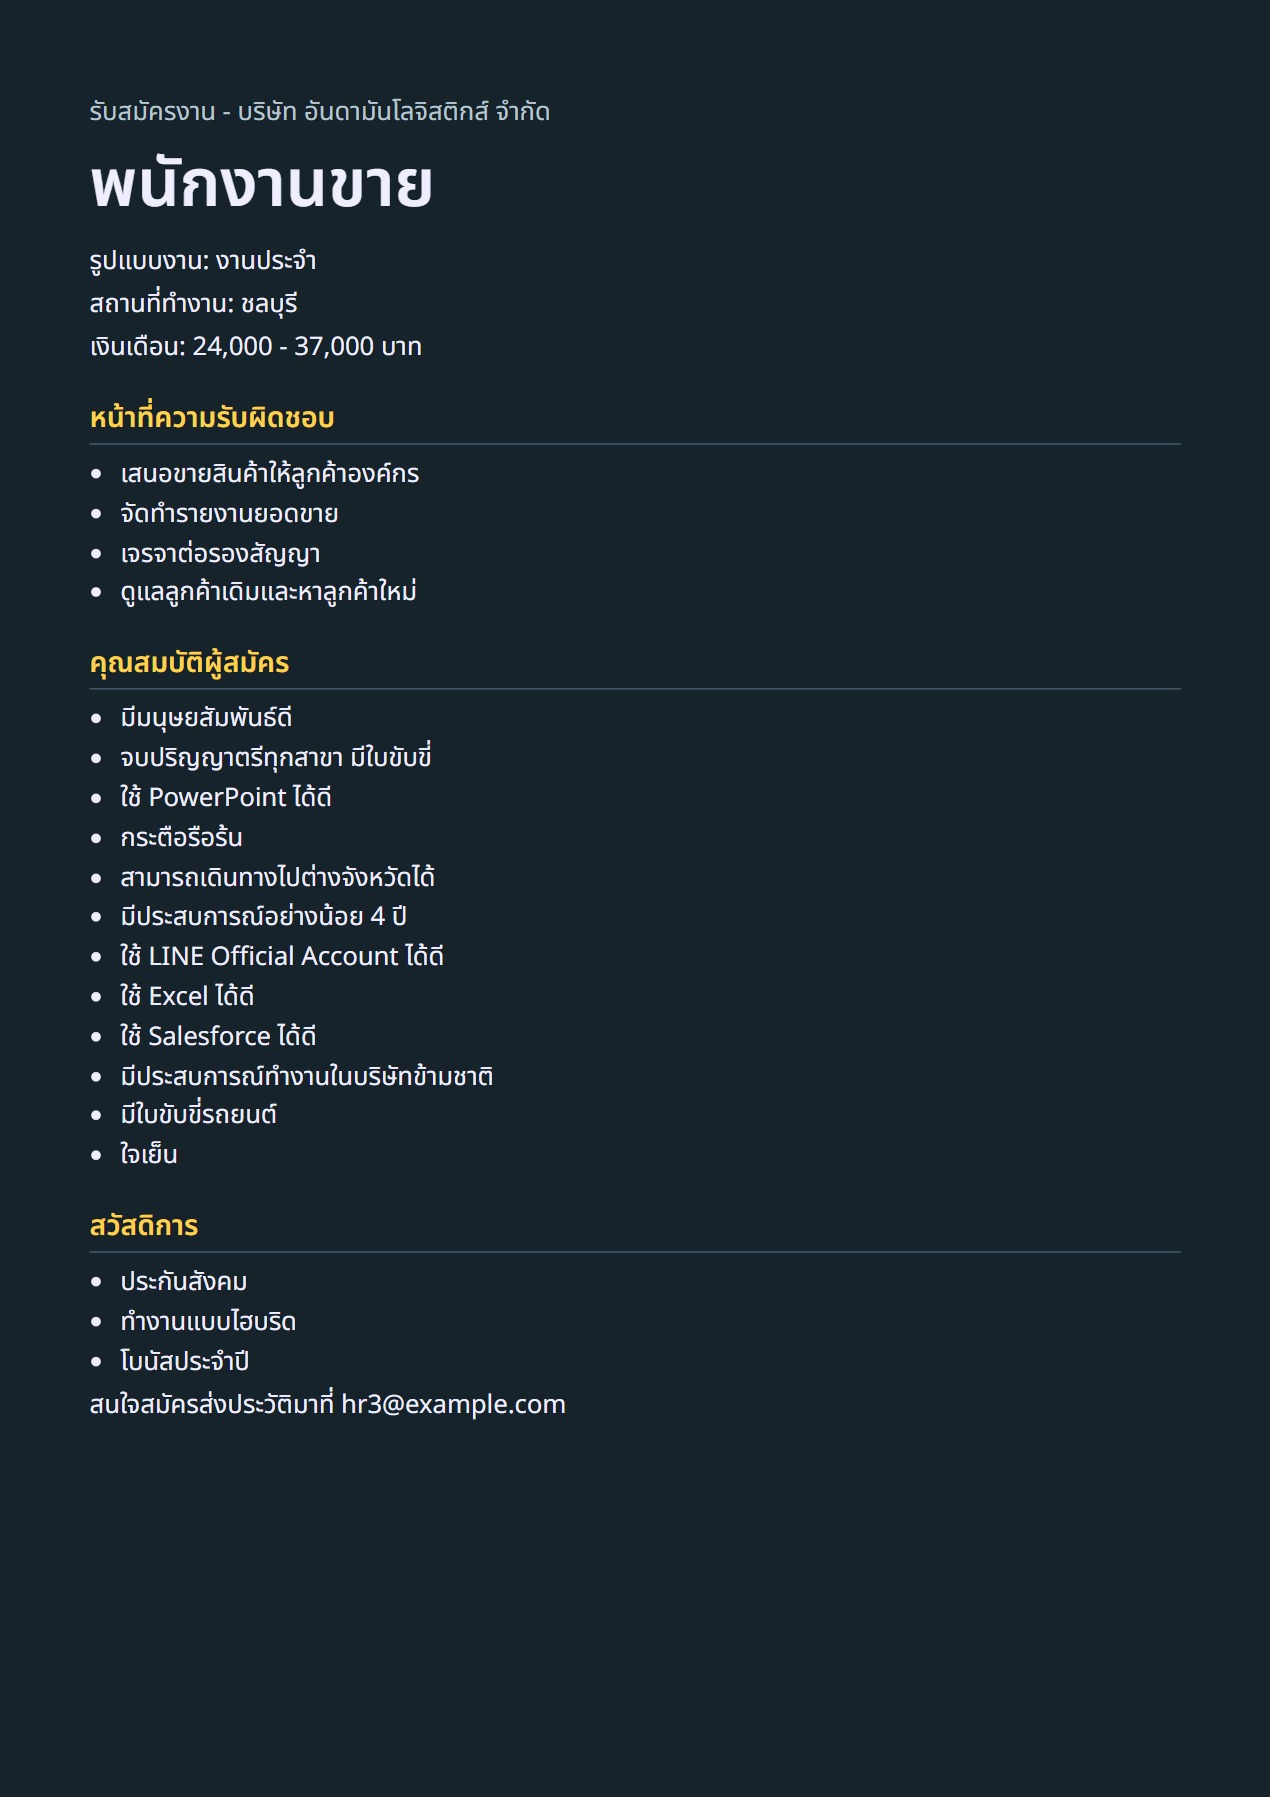 รับสมัครงาน - บริษัท อันดามันโลจิสติกส์ จำกัด
พนักงานขาย
รูปแบบงาน: งานประจำ
สถานที่ทำงาน: ชลบุรี
เงินเดือน: 24,000 - 37,000 บาท
หน้าที่ความรับผิดชอบ
• เสนอขายสินค้าให้ลูกค้าองค์กร
• จัดทำรายงานยอดขาย
• เจรจาต่อรองสัญญา
• ดูแลลูกค้าเดิมและหาลูกค้าใหม่
คุณสมบัติผู้สมัคร
• มีมนุษยสัมพันธ์ดี
• จบปริญญาตรีทุกสาขา มีใบขับขี่
• ใช้ PowerPoint ได้ดี
• กระตือรือร้น
• สามารถเดินทางไปต่างจังหวัดได้
• มีประสบการณ์อย่างน้อย 4 ปี
• ใช้ LINE Official Account ได้ดี
• ใช้ Excel ได้ดี
• ใช้ Salesforce ได้ดี
• มีประสบการณ์ทำงานในบริษัทข้ามชาติ
• มีใบขับขี่รถยนต์
• ใจเย็น
สวัสดิการ
• ประกันสังคม
• ทำงานแบบไฮบริด
• โบนัสประจำปี
สนใจสมัครส่งประวัติมาที่ hr3@example.com